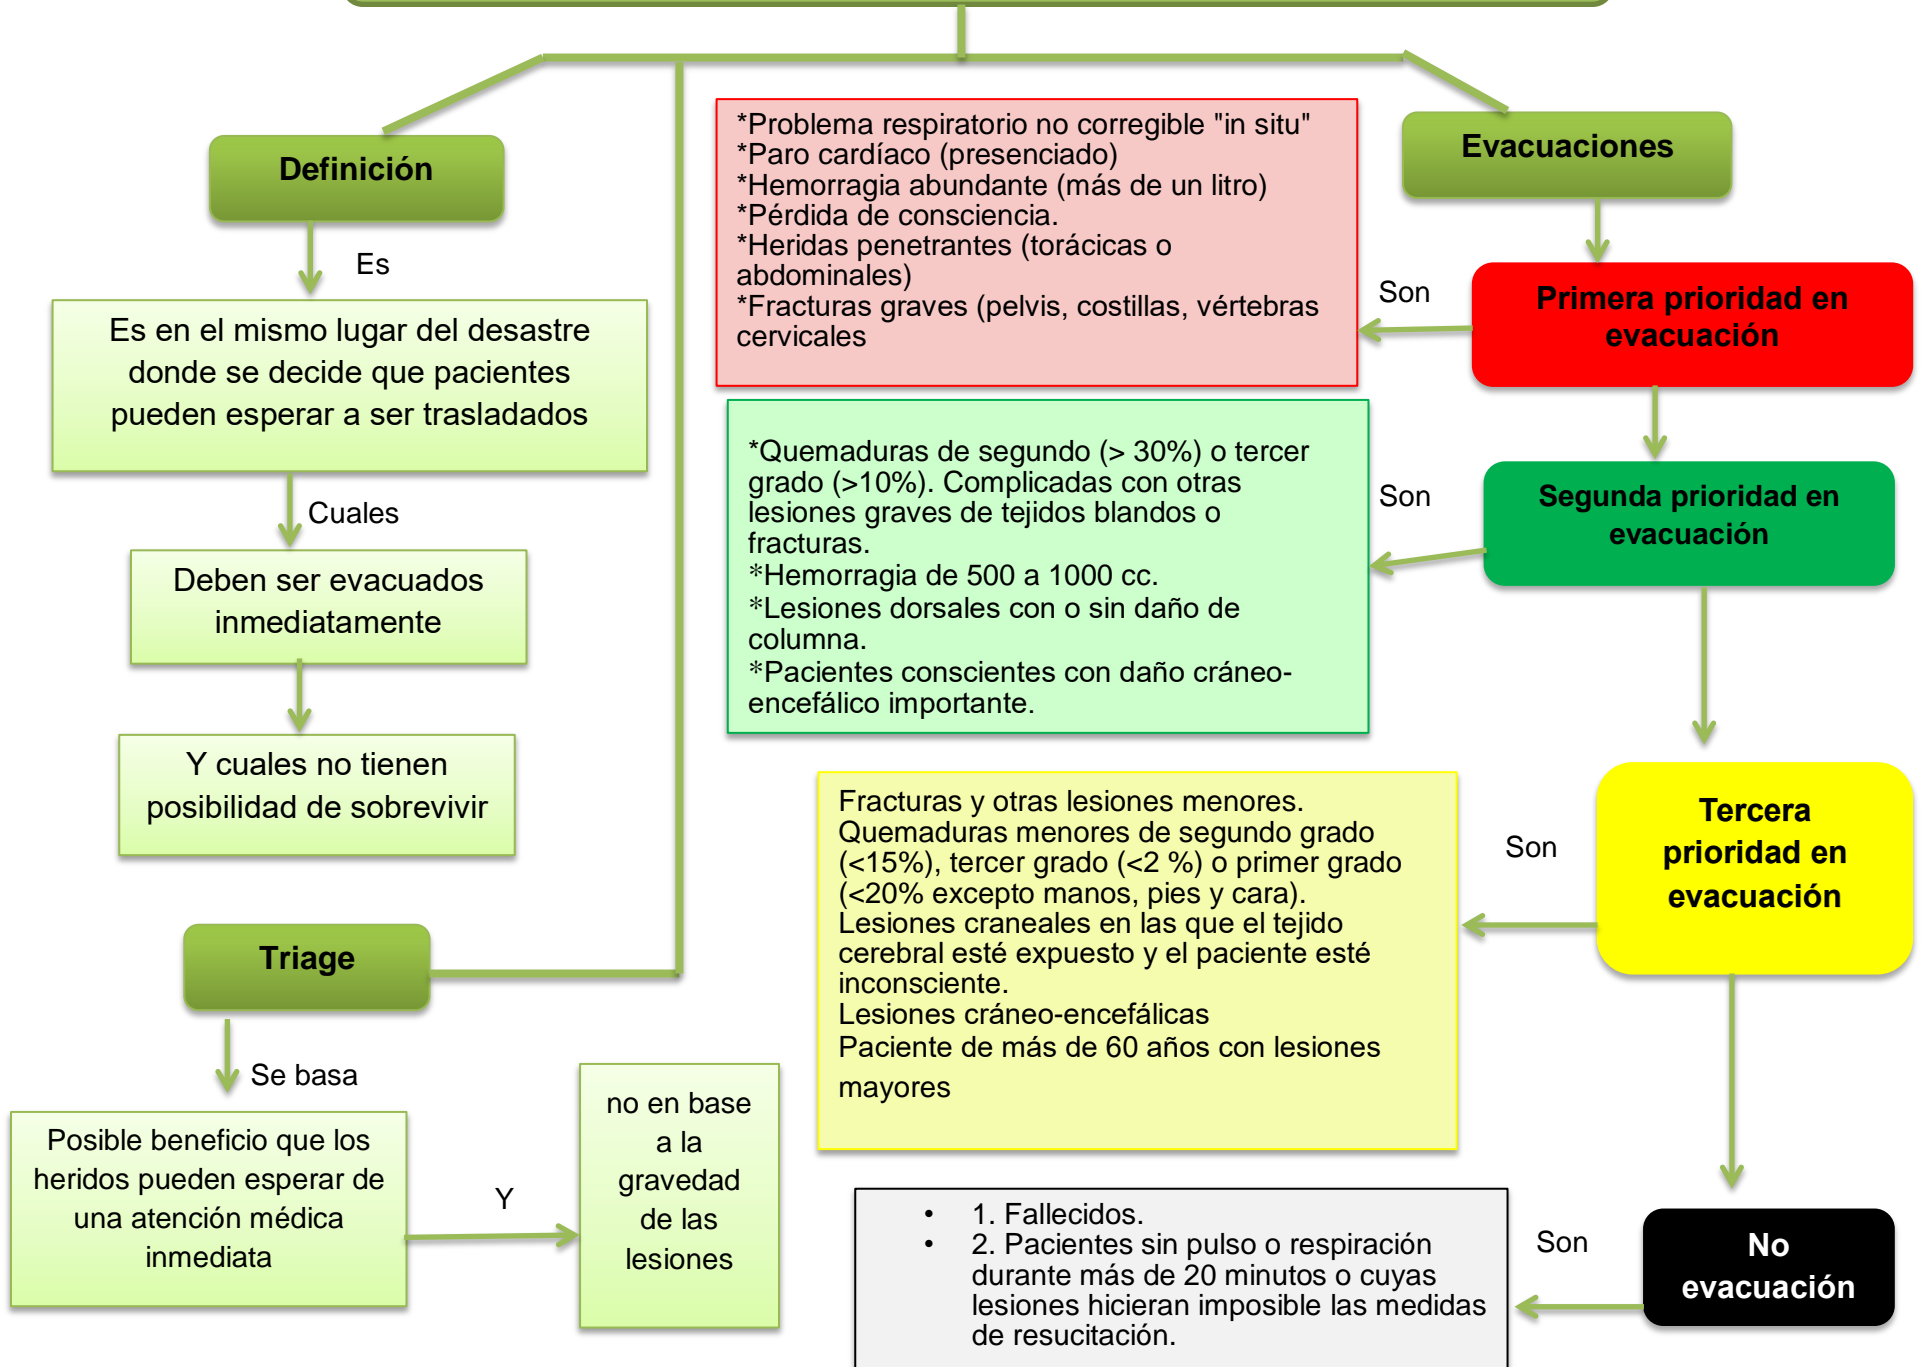 Definición
Es
Es en el mismo lugar del desastre
donde se decide que pacientes
pueden esperar a ser trasladados
Cuales
Deben ser evacuados
inmediatamente
Y cuales no tienen
posibilidad de sobrevivir
Triage
Se basa
Posible beneficio que los
heridos pueden esperar de
una atención médica
inmediata
Y
no en base
a la
gravedad
de las
lesiones
Evacuaciones
Primera prioridad en
evacuación
Son
*Problema respiratorio no corregible "in situ"
*Paro cardíaco (presenciado)
*Hemorragia abundante (más de un litro)
*Pérdida de consciencia.
*Heridas penetrantes (torácicas o
abdominales)
*Fracturas graves (pelvis, costillas, vértebras
cervicales
Segunda prioridad en
evacuación
Son
*Quemaduras de segundo (> 30%) o tercer
grado (>10%). Complicadas con otras
lesiones graves de tejidos blandos o
fracturas.
*Hemorragia de 500 a 1000 cc.
*Lesiones dorsales con o sin daño de
columna.
*Pacientes conscientes con daño cráneo-
encefálico importante.
Tercera
prioridad en
evacuación
Son
Fracturas y otras lesiones menores.
Quemaduras menores de segundo grado
(<15%), tercer grado (<2 %) o primer grado
(<20% excepto manos, pies y cara).
Lesiones craneales en las que el tejido
cerebral esté expuesto y el paciente esté
inconsciente.
Lesiones cráneo-encefálicas
Paciente de más de 60 años con lesiones
mayores
No
evacuación
Son
• 1. Fallecidos.
• 2. Pacientes sin pulso o respiración
durante más de 20 minutos o cuyas
lesiones hicieran imposible las medidas
de resucitación.